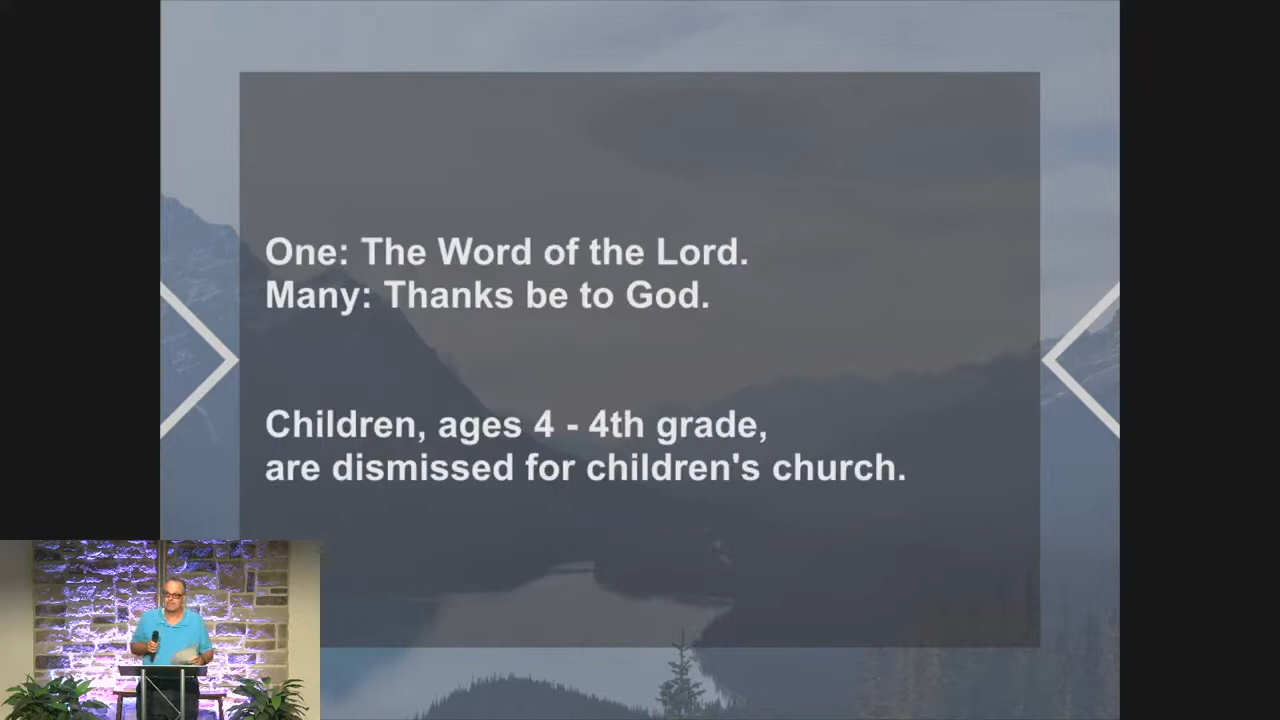 One: The Word of the Lord.
Many: Thanks be to God.
Children, ages 4 - 4th grade,
are dismissed for children's church.